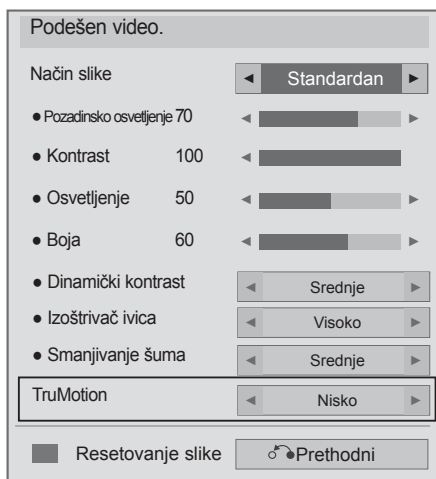 Podešen video.
Način slike ◄ Standardan ►
● Pozadinsko osvetljenje 70 ◄ ►
● Kontrast 100 ◄
● Osvetljenje 50 ◄ ►
● Boja 60 ◄ ►
● Dinamički kontrast ◄ Srednje ►
● Izoštrivač ivica ◄ Visoko ►
● Smanjivanje šuma ◄ Srednje ►
TruMotion ◄ Nisko ►
Resetovanje slike Prethodni